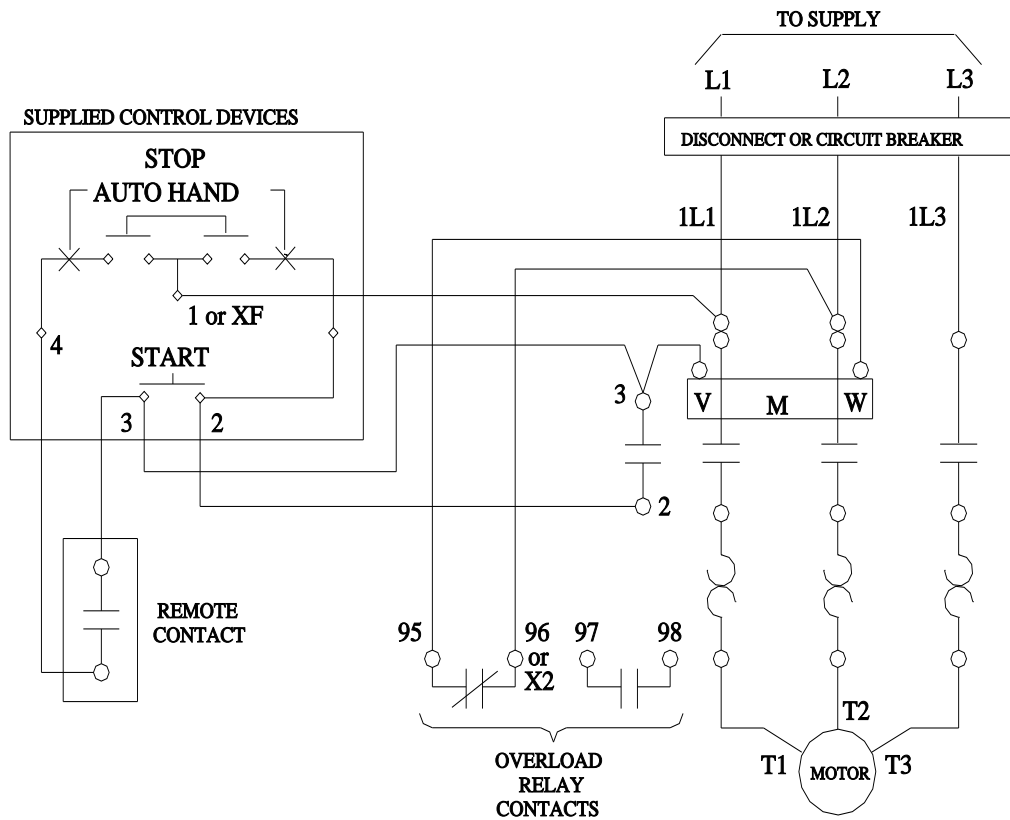 TO SUPPLY
L1 L2 L3
SUPPLIED CONTROL DEVICES
DISCONNECT OR CIRCUIT BREAKER
STOP
AUTO HAND
1L1 1L2 1L3
1 or XF
4
START
3 2
3
V M W
2
REMOTE
CONTACT
95 96 97 98
or
X2
T2
T1 MOTOR T3
OVERLOAD
RELAY
CONTACTS